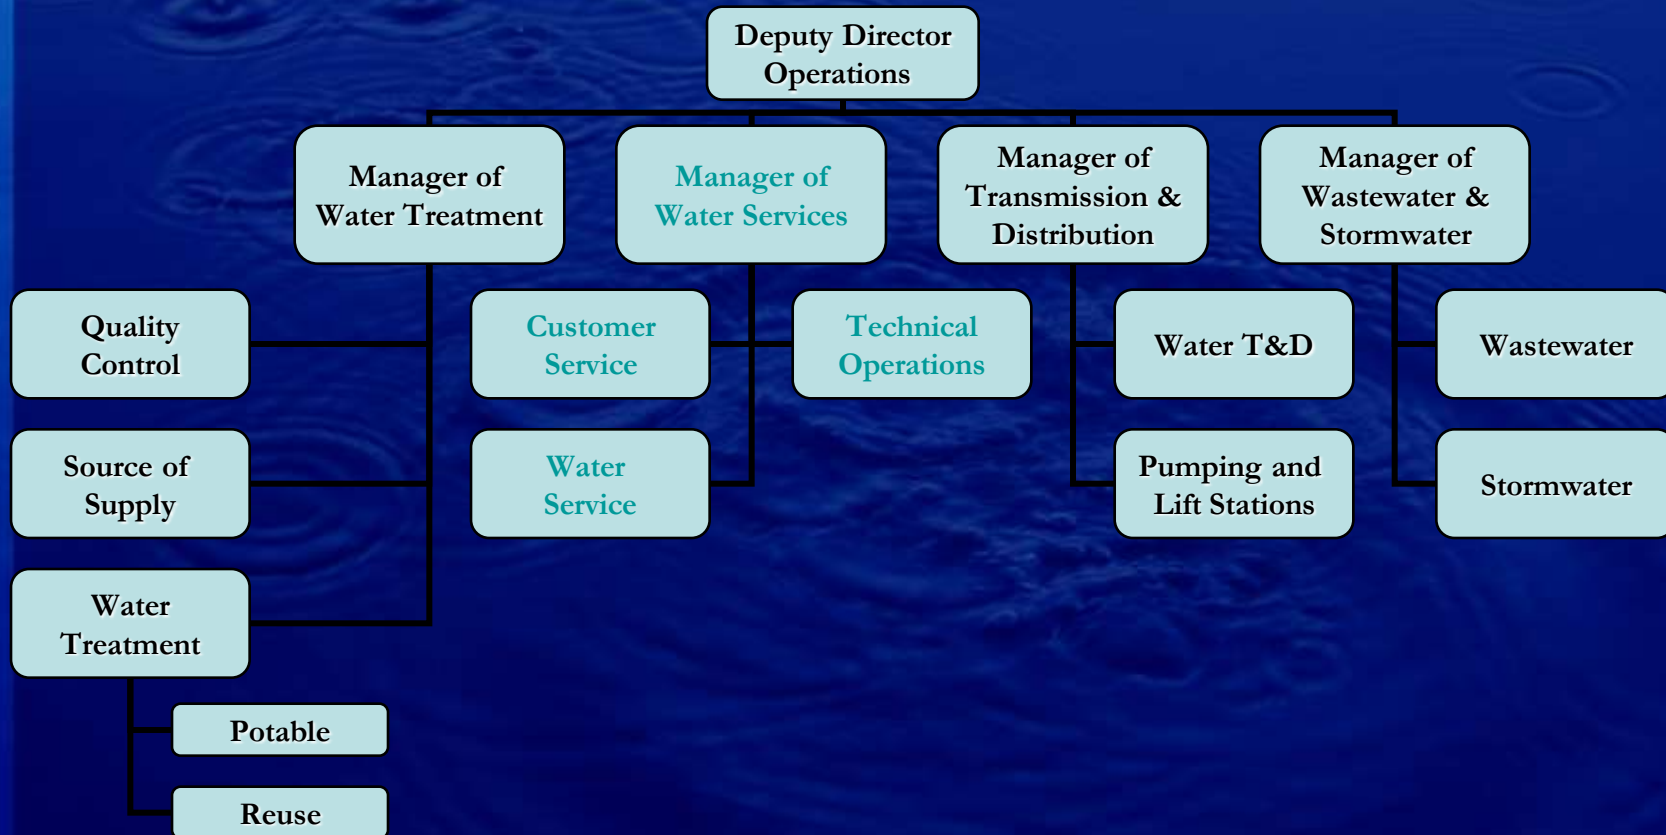 Deputy Director
Operations
Manager of
Water Treatment
Manager of
Water Services
Manager of
Transmission &
Distribution
Manager of
Wastewater &
Stormwater
Quality
Control
Customer
Service
Technical
Operations
Water T&D
Wastewater
Source of
Supply
Water
Service
Pumping and
Lift Stations
Stormwater
Water
Treatment
Potable
Reuse